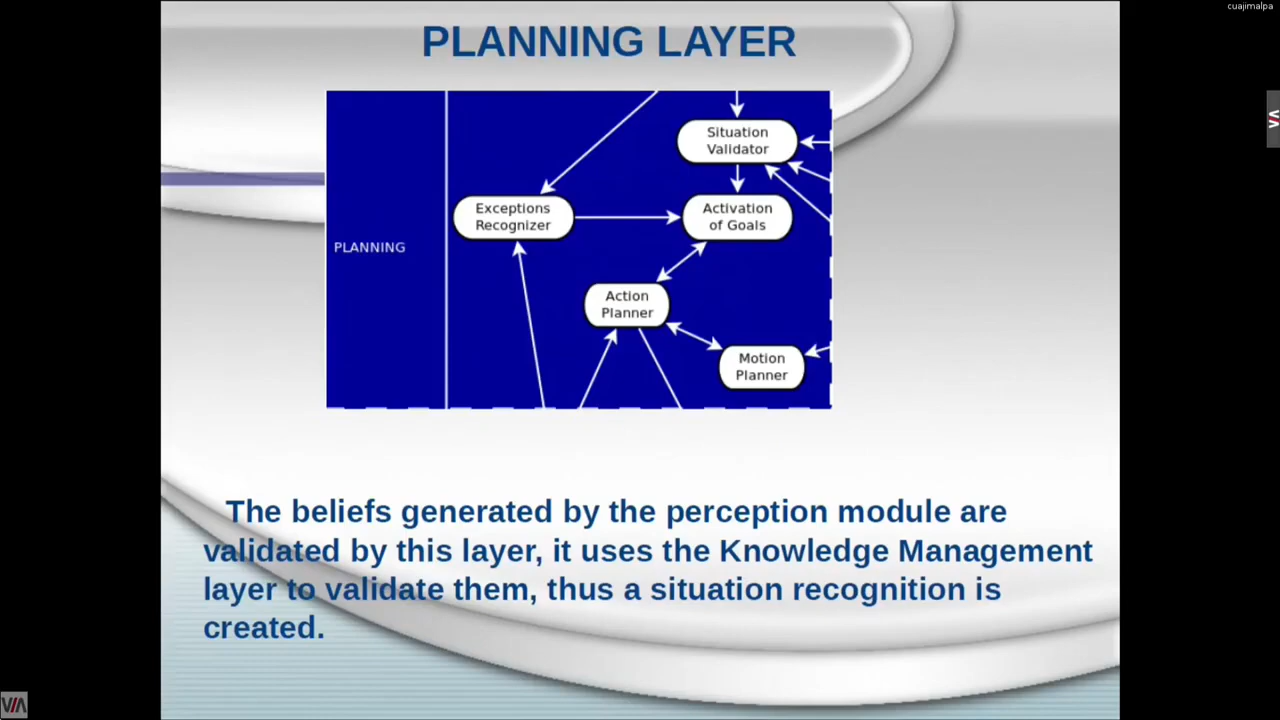 cuajimalpa
PLANNING LAYER
Situation
Validator
Exceptions
Recognizer
Activation
of Goals
PLANNING
Action
Planner
Motion
Planner
The beliefs generated by the perception module are
validated by this layer, it uses the Knowledge Management
layer to validate them, thus a situation recognition is
created.
VIA